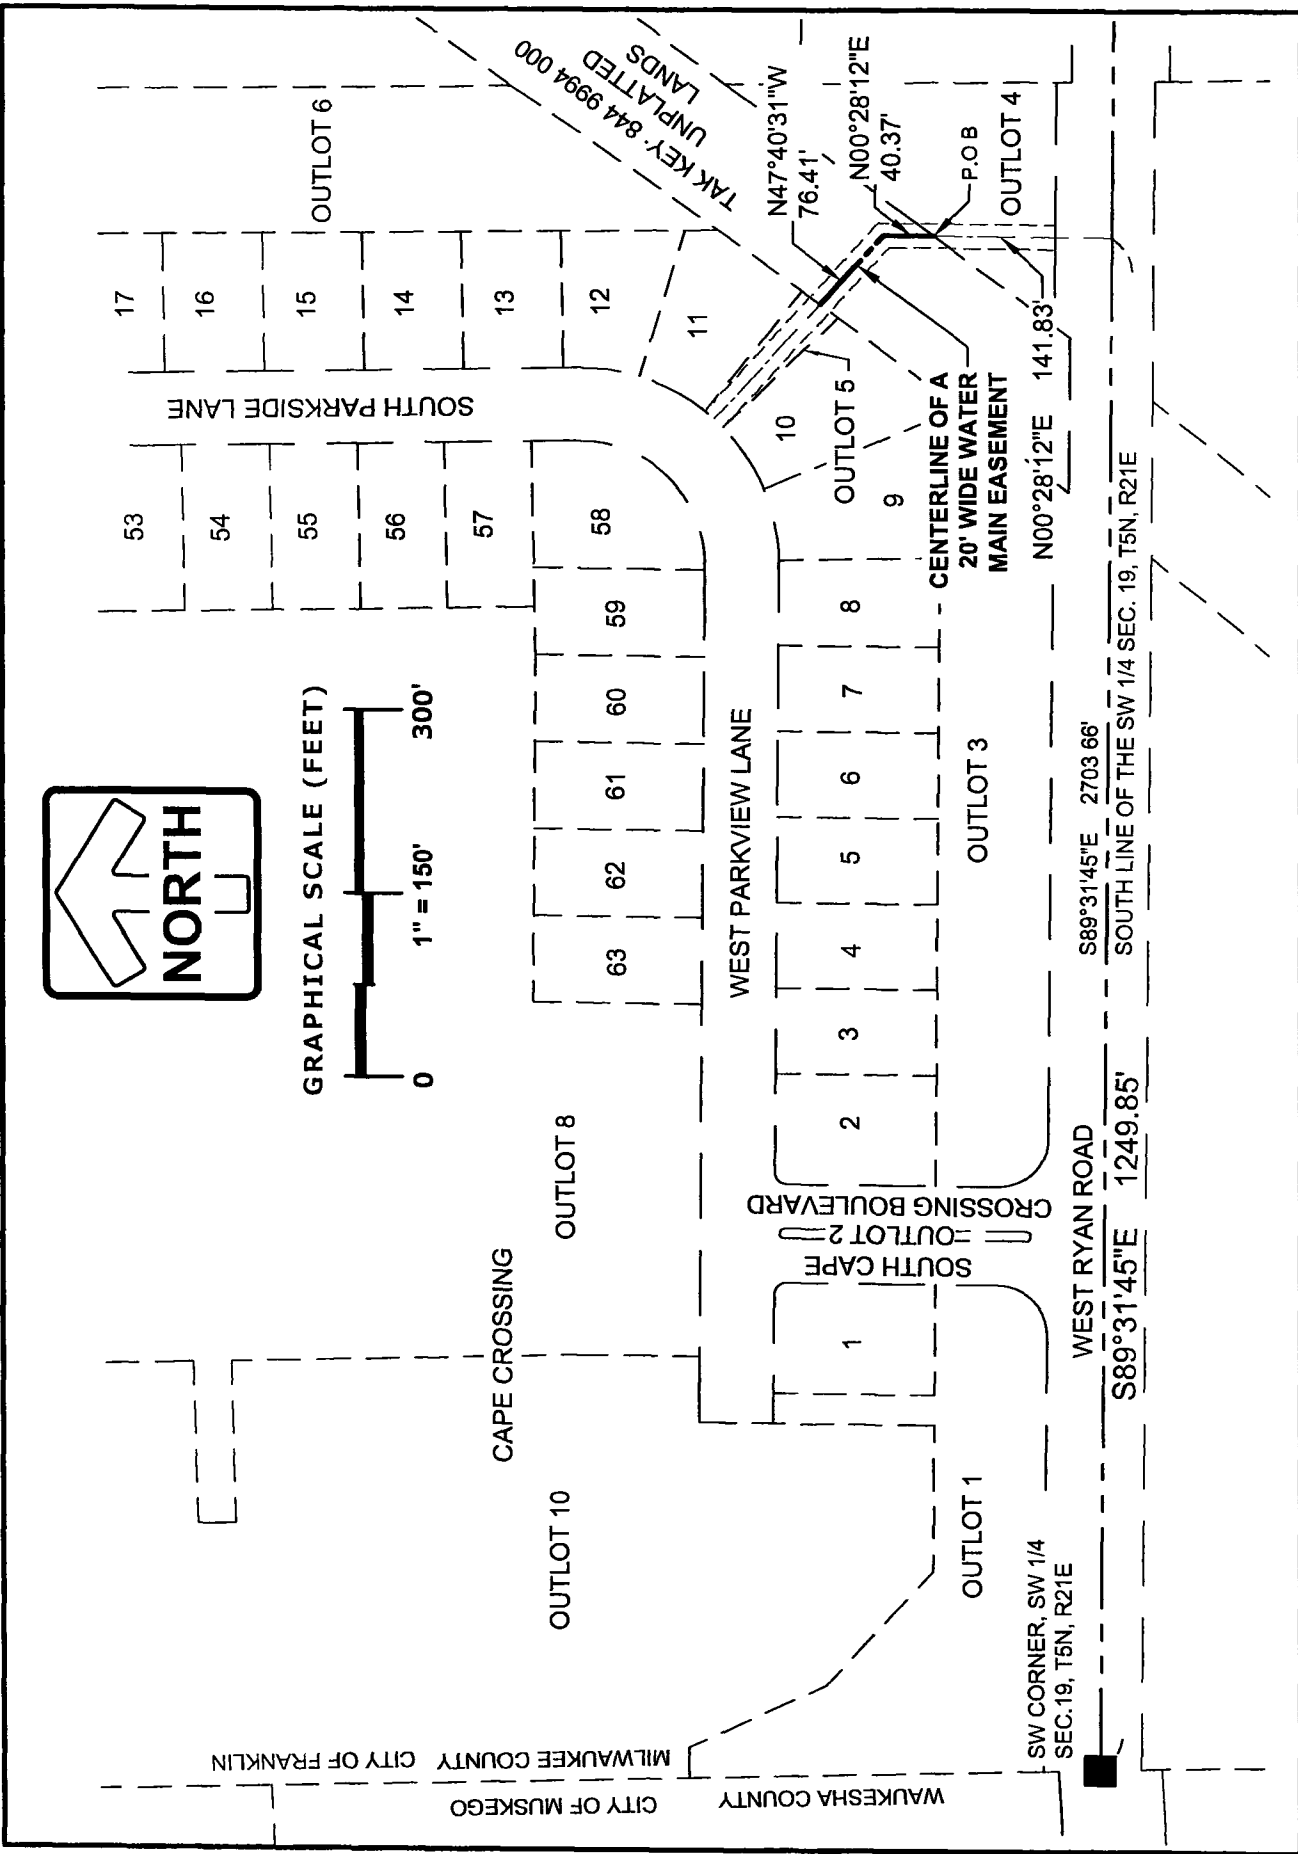 NORTH
GRAPHICAL SCALE (FEET)
0
1" = 150'
300'
OUTLOT 6
17
16
15
14
13
12
11
SOUTH PARKSIDE LANE
53
54
55
56
57
58
59
60
61
62
63
TAK KEY· 844 9994 000
UNPLATTED
LANDS
N47°40'31"W
76.41'
N00°28'12"E
40.37'
P.O B
OUTLOT 4
10
OUTLOT 5
9
CENTERLINE OF A
20' WIDE WATER
MAIN EASEMENT
N00°28'12"E 141.83'
WEST PARKVIEW LANE
8
7
6
5
4
3
2
1
OUTLOT 3
OUTLOT 8
CAPE CROSSING
OUTLOT 10
SOUTH CAPE
OUTLOT 2
CROSSING BOULEVARD
OUTLOT 1
WEST RYAN ROAD
S89°31'45"E 1249.85'
S89°31'45"E 2703 66'
SOUTH LINE OF THE SW 1/4 SEC. 19, T5N, R21E
SW CORNER, SW 1/4
SEC.19, T5N, R21E
MILWAUKEE COUNTY CITY OF FRANKLIN
CITY OF MUSKEGO
WAUKESHA COUNTY